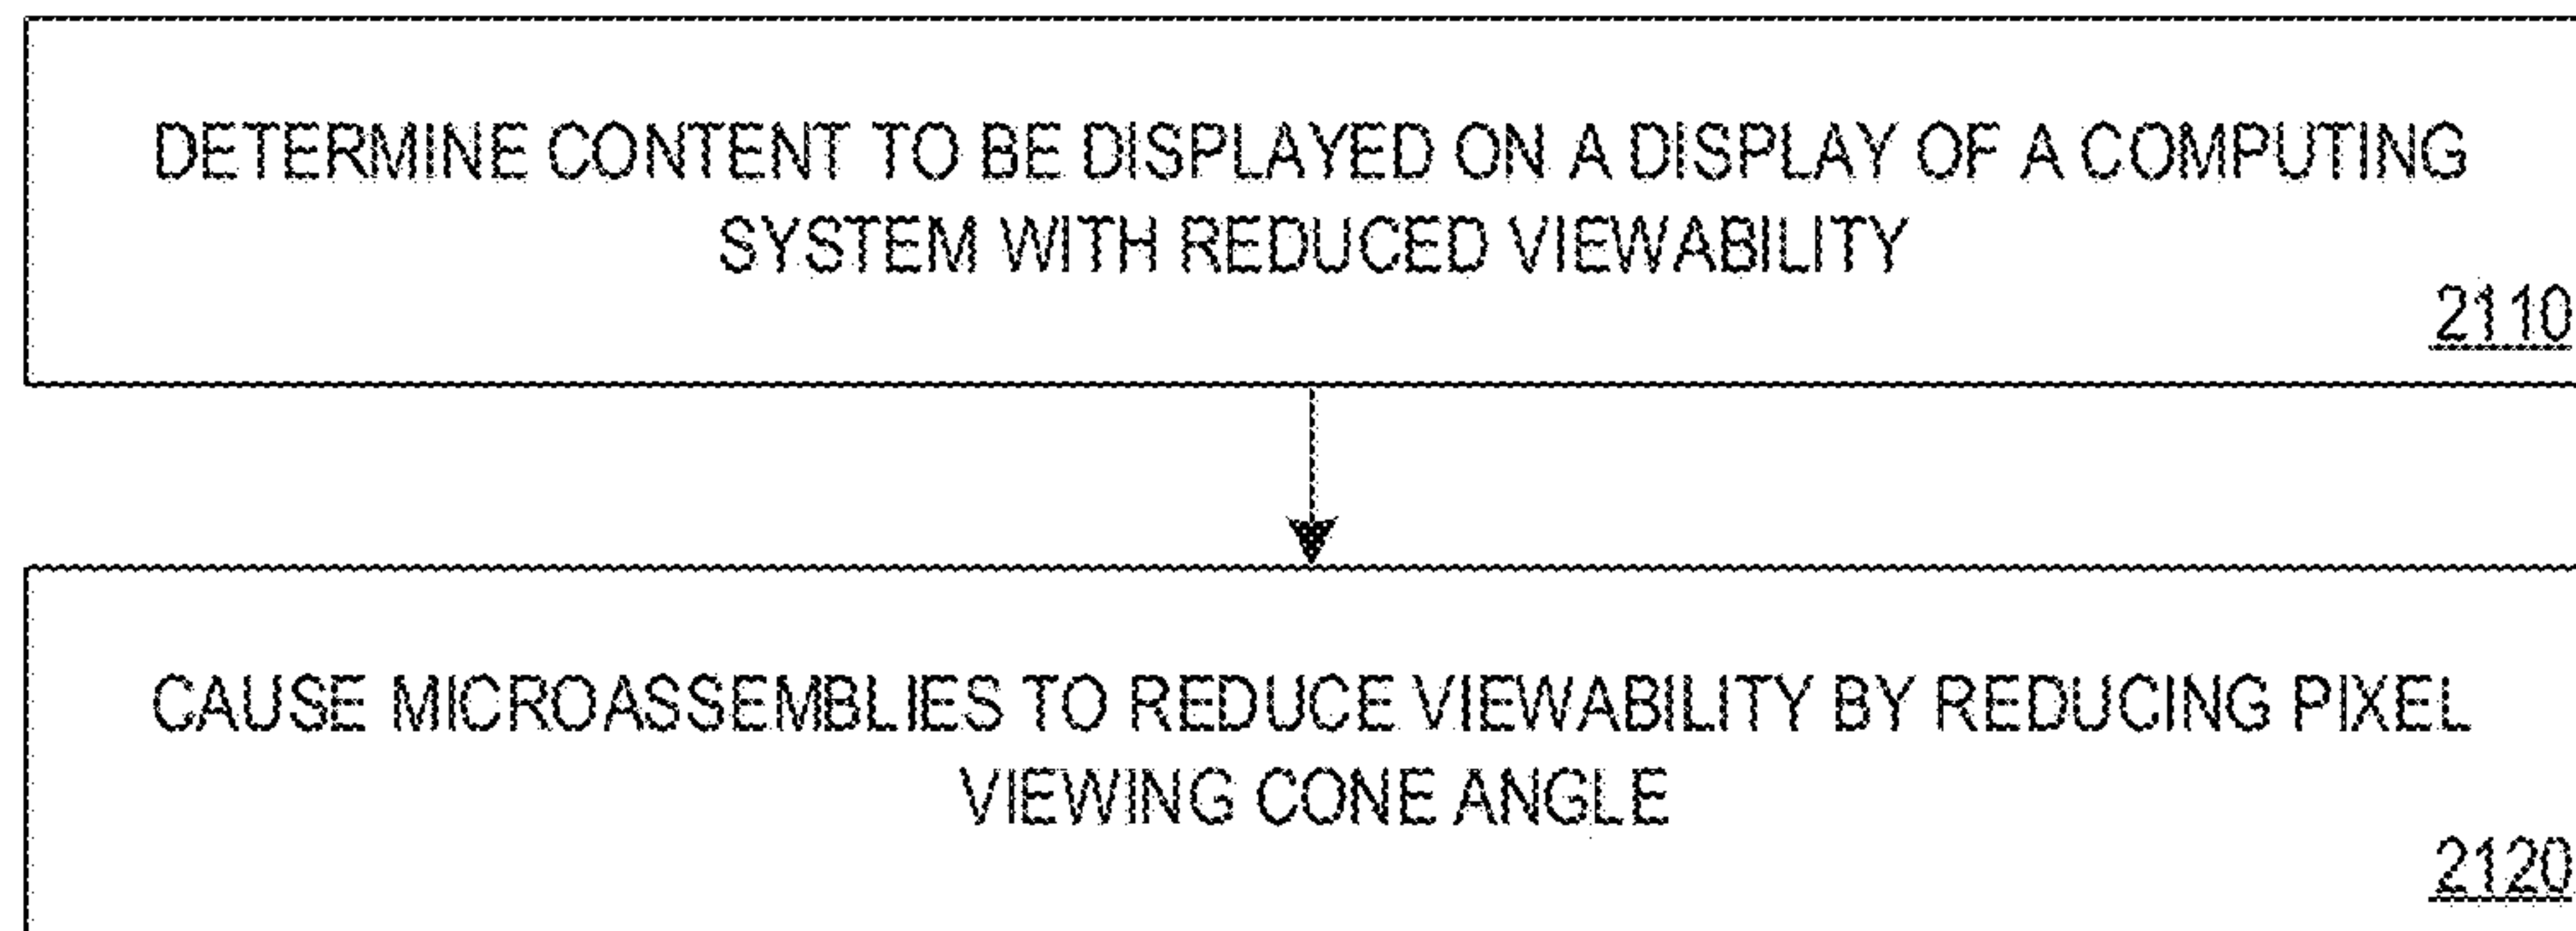 DETERMINE CONTENT TO BE DISPLAYED ON A DISPLAY OF A COMPUTING
SYSTEM WITH REDUCED VIEWABILITY
2110
CAUSE MICROASSEMBLIES TO REDUCE VIEWABILITY BY REDUCING PIXEL
VIEWING CONE ANGLE
2120